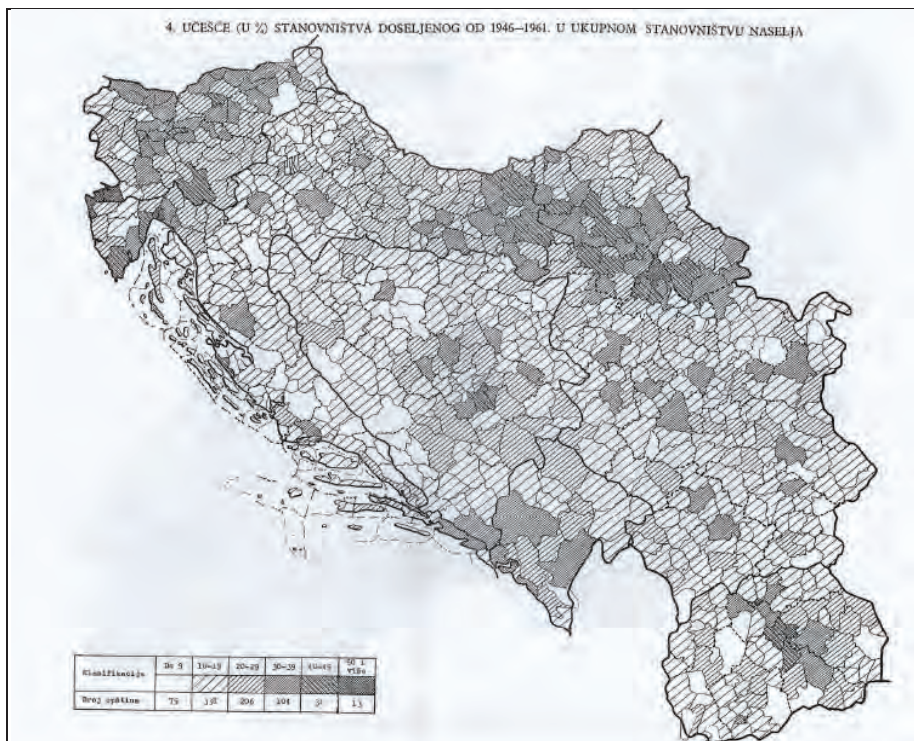 4. UČEŠĆE (U %) STANOVNIŠTVA DOSELJENOG OD 1946—1961. U UKUPNOM STANOVNIŠTVU NASELJA
Klasifikacija Do 9 10-19 20-29 30-39 40-49 50 i više
Broj opština 75 206 104 13